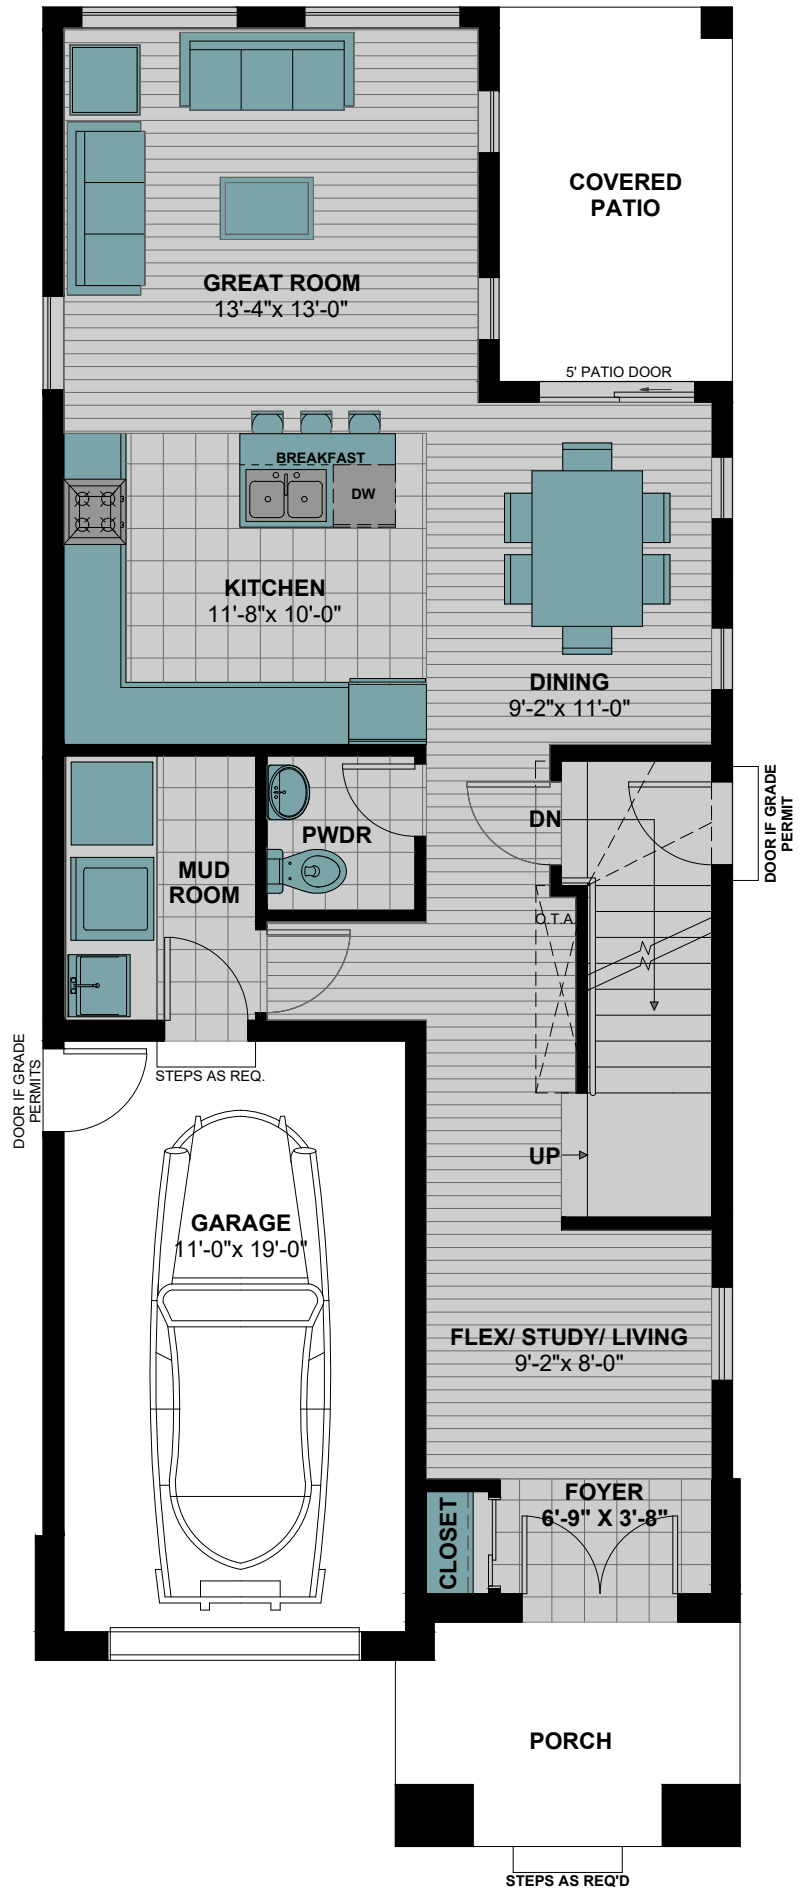 COVERED
PATIO
GREAT ROOM
13'-4"x 13'-0"
5' PATIO DOOR
BREAKFAST
DW
KITCHEN
11'-8"x 10'-0"
DINING
9'-2"x 11'-0"
DOOR IF GRADE
PERMIT
DN
PWDR
MUD
ROOM
O.T.A.
DOOR IF GRADE
PERMITS
STEPS AS REQ.
UP
GARAGE
11'-0"x 19'-0"
FLEX/ STUDY/ LIVING
9'-2"x 8'-0"
FOYER
6'-9" X 3'-8"
CLOSET
PORCH
STEPS AS REQ'D